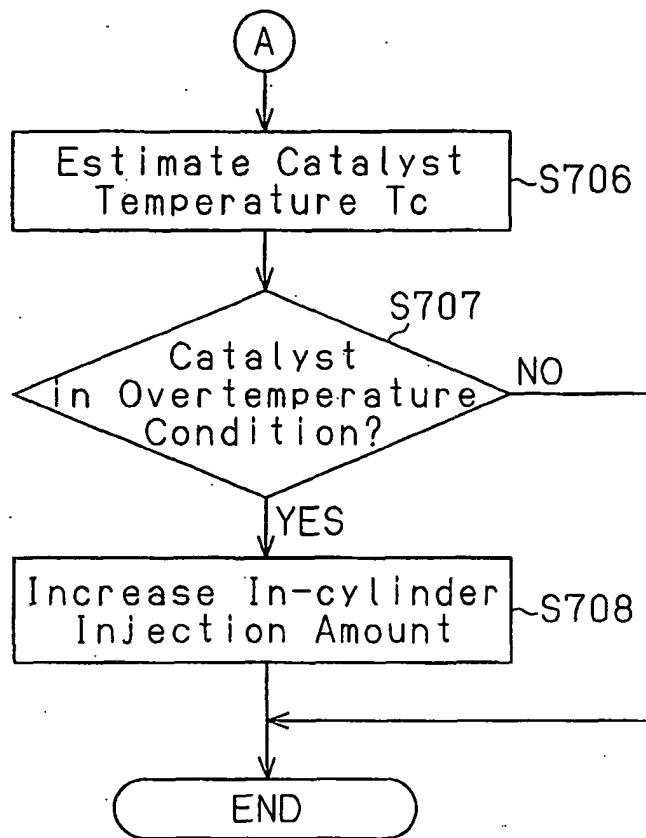 A
Estimate Catalyst
Temperature Tc
S706
S707
Catalyst
in Overtemperature
Condition?
NO
YES
Increase In-cylinder
Injection Amount
S708
END